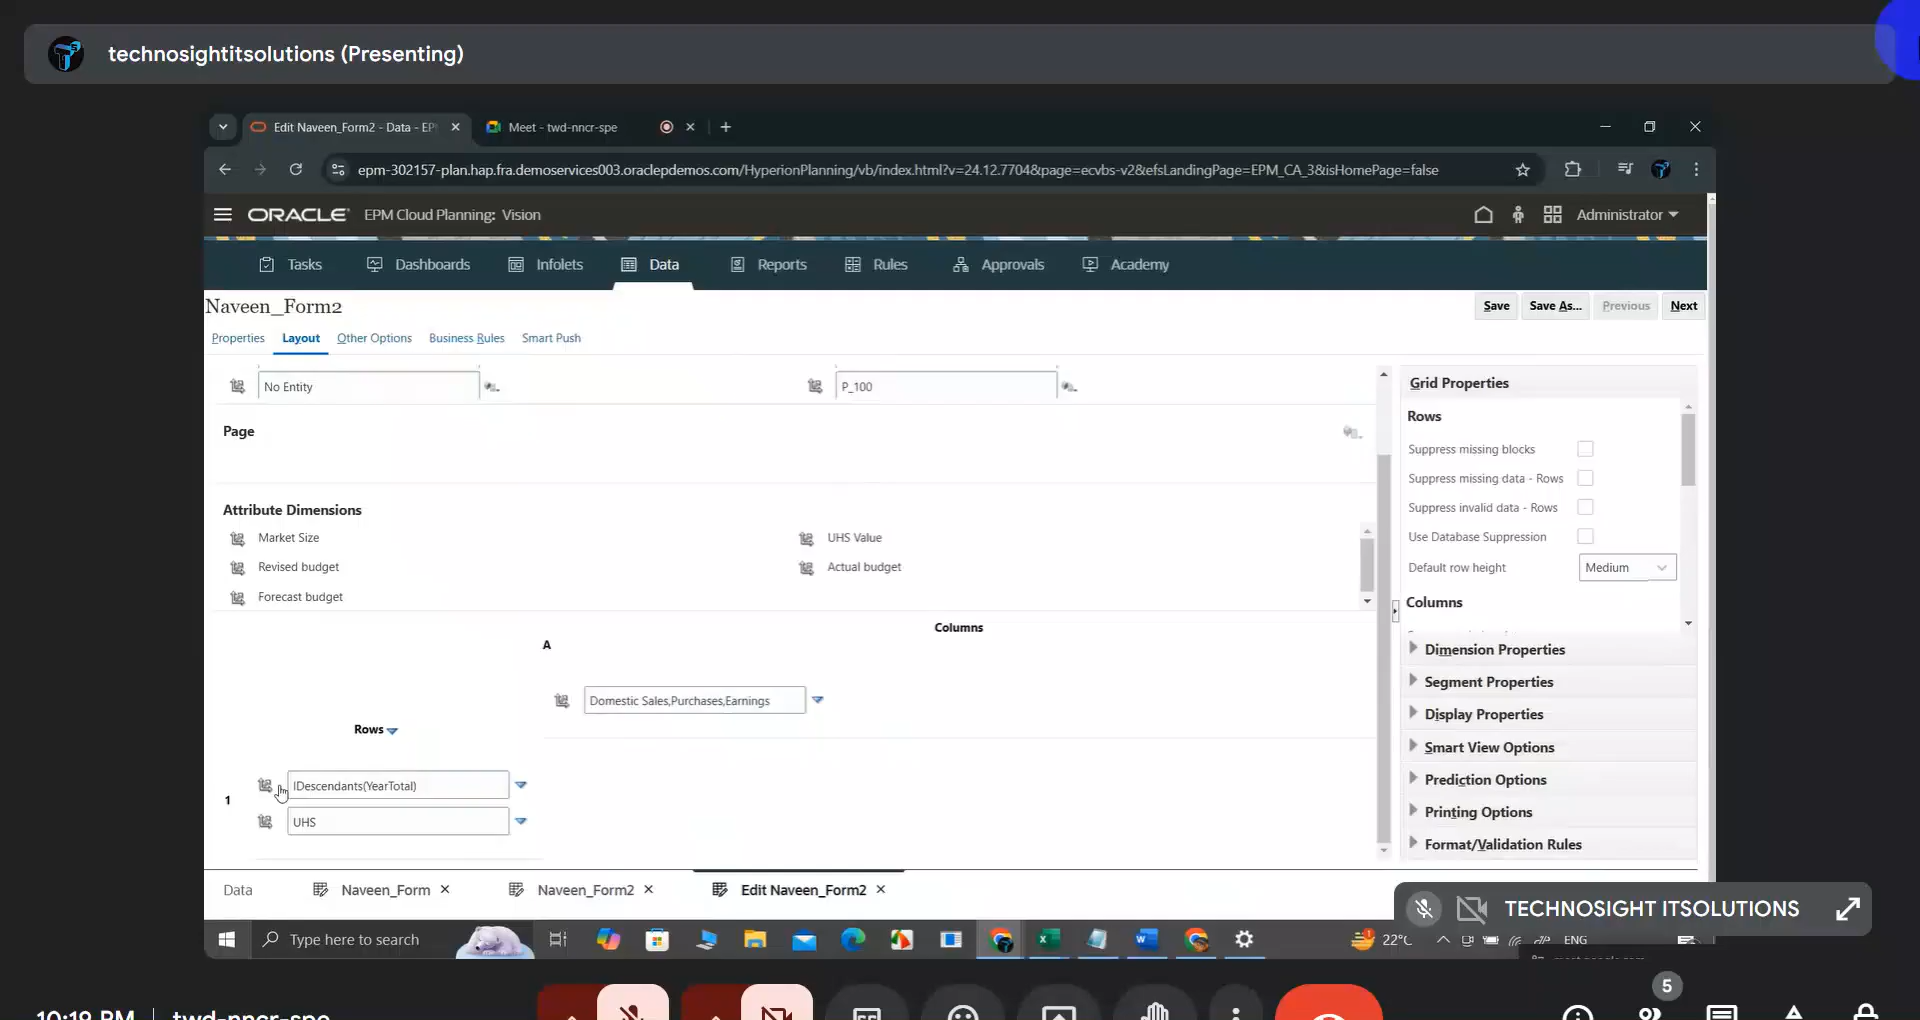 technosightitsolutions (Presenting)
Edit Naveen_Form2 - Data - EP
Meet - twd-nncr-spe
epm-302157-plan.hap.fra.demoservices003.oraclepdemos.com/HyperionPlanning/vb/index.html?v=24.12.7704&page=ecvbs-v2&efsLandingPage=EPM_CA_3&isHomePage=false
ORACLE EPM Cloud Planning: Vision
Administrator
Tasks Dashboards Infolets Data Reports Rules Approvals Academy
Naveen_Form2
Save Save As... Previous Next
Properties Layout Other Options Business Rules Smart Push
No Entity P_100
Page
Attribute Dimensions
Market Size UHS Value
Revised budget Actual budget
Forecast budget
Columns
A
Domestic Sales,Purchases,Earnings
Rows
1
IDescendants(YearTotal)
UHS
Grid Properties
Rows
Suppress missing blocks
Suppress missing data - Rows
Suppress invalid data - Rows
Use Database Suppression
Default row height Medium
Columns
Dimension Properties
Segment Properties
Display Properties
Smart View Options
Prediction Options
Printing Options
Format/Validation Rules
Data Naveen_Form Naveen_Form2 Edit Naveen_Form2
TECHNOSIGHT ITSOLUTIONS
Type here to search
22°C
ENG
5
10:19 PM | twd-nncr-spe